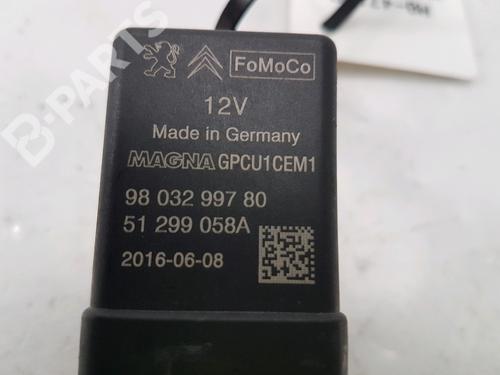 FoMoCo
12V
Made in Germany
MAGNA GPCU1CEM1
98 032 997 80
51 299 058A
2016-06-08
B-PARTS